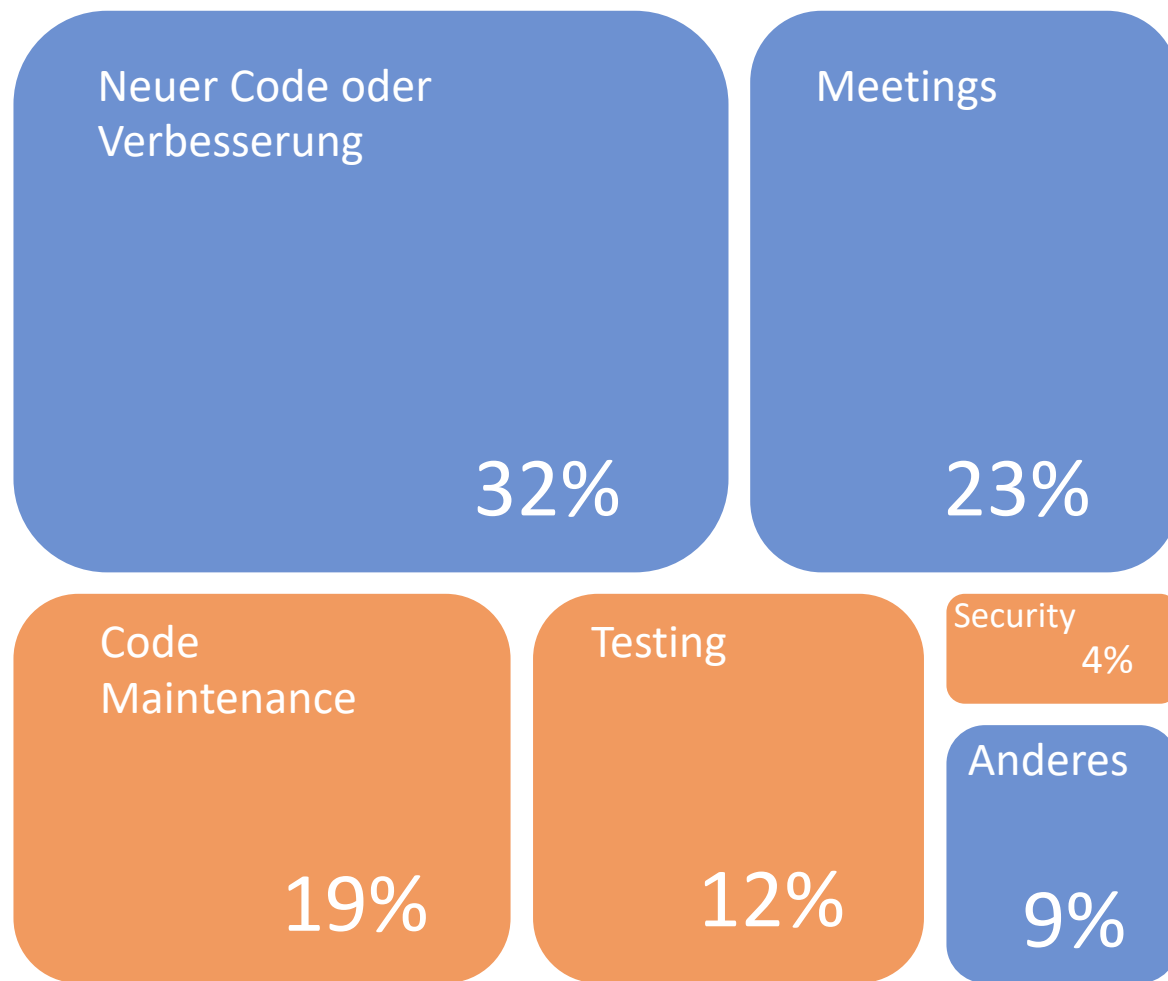 Neuer Code oder
Verbesserung
32%
Meetings
23%
Code
Maintenance
19%
Testing
12%
Security
4%
Anderes
9%